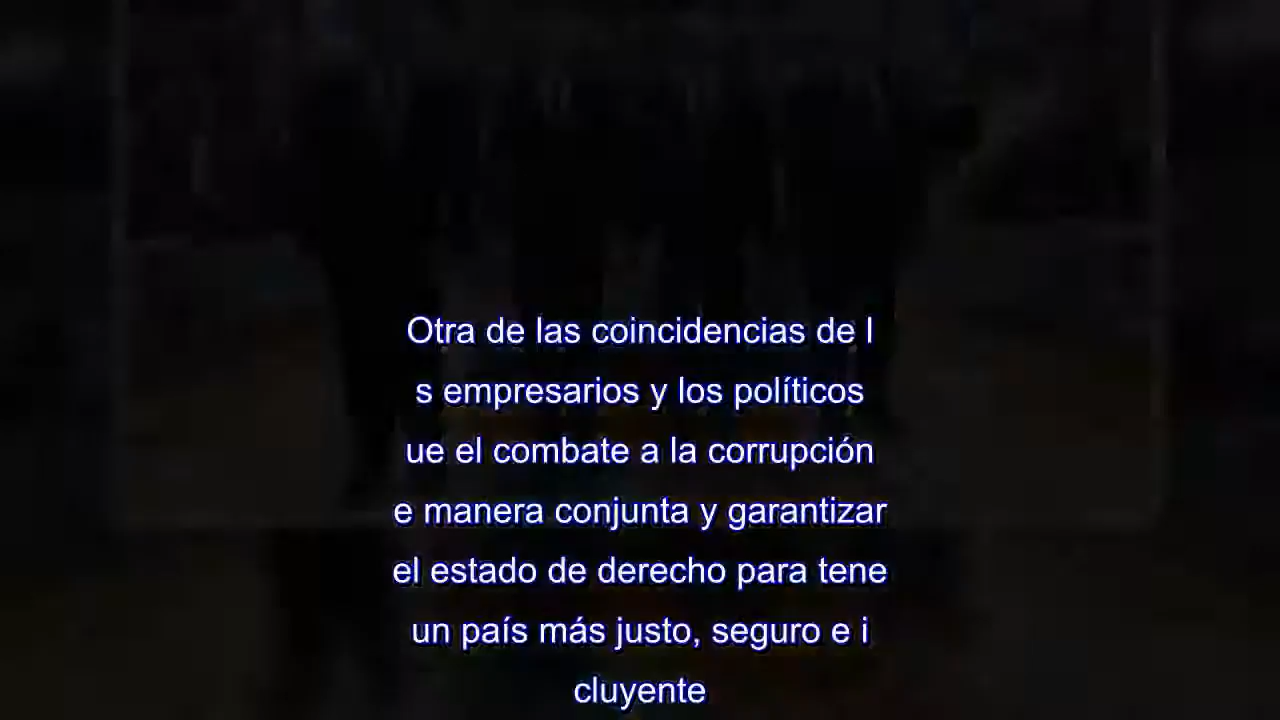 Otra de las coincidencias de l
s empresarios y los políticos
ue el combate a la corrupción
e manera conjunta y garantizar
el estado de derecho para tene
un país más justo, seguro e i
cluyente